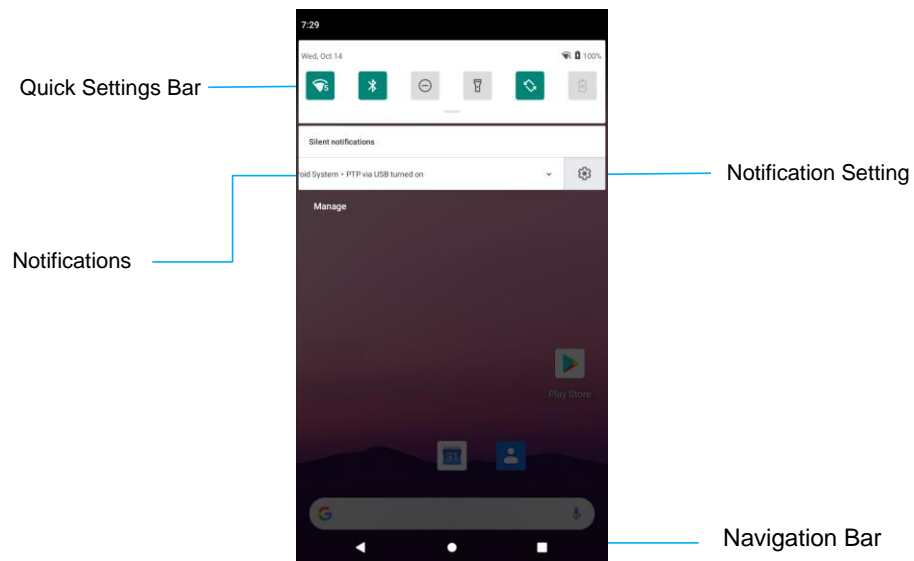 7:29
Wed, Oct 14
100%
5
Quick Settings Bar
Silent notifications
roid System • PTP via USB turned on
Notification Setting
Manage
Notifications
Play Store
31
G
Navigation Bar